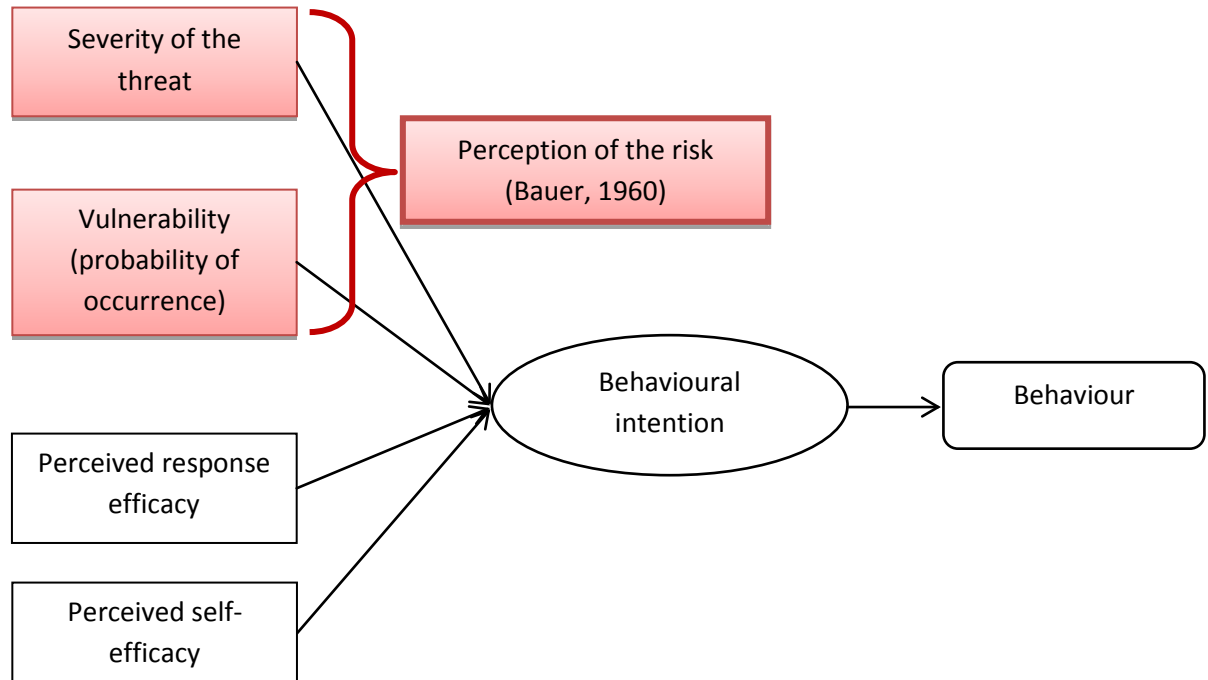 Severity of the
threat
Perception of the risk
(Bauer, 1960)
Vulnerability
(probability of
occurrence)
Behavioural
intention
Behaviour
Perceived response
efficacy
Perceived self-
efficacy